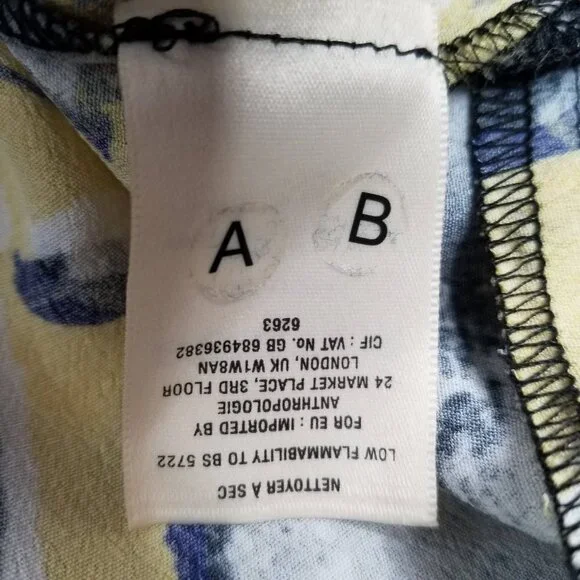 A
B
NETTOYER À SEC
LOW FLAMMABILITY TO BS 5722
FOR EU : IMPORTED BY
ANTHROPOLOGIE
24 MARKET PLACE, 3RD FLOOR
LONDON, UK W1W8AN
CIF : VAT No. GB 684936382
6263